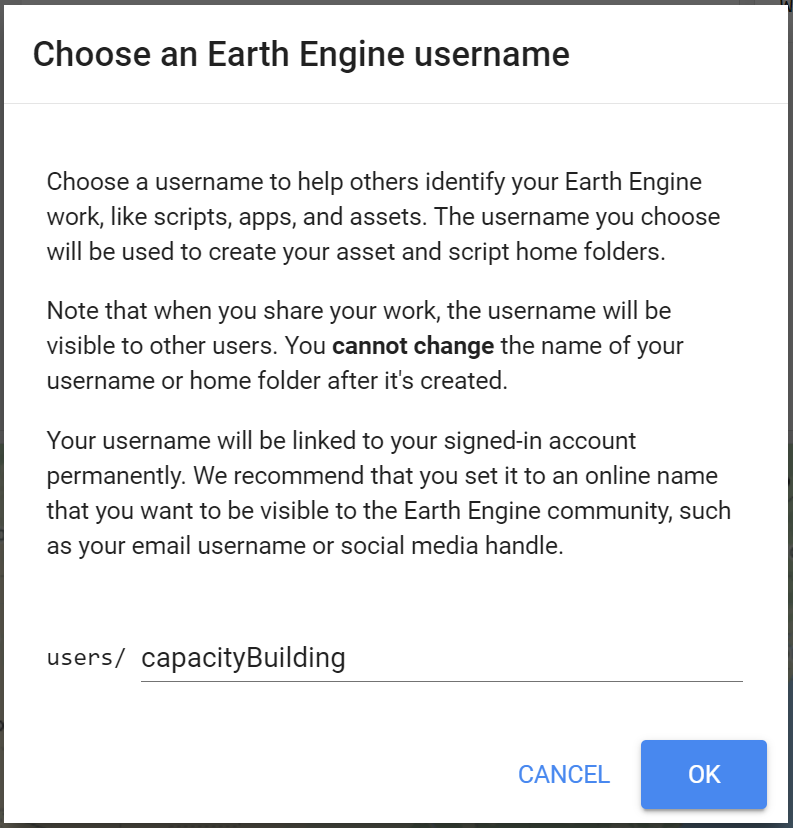 Choose an Earth Engine username
Choose a username to help others identify your Earth Engine
work, like scripts, apps, and assets. The username you choose
will be used to create your asset and script home folders.
Note that when you share your work, the username will be
visible to other users. You cannot change the name of your
username or home folder after it's created.
Your username will be linked to your signed-in account
permanently. We recommend that you set it to an online name
that you want to be visible to the Earth Engine community, such
as your email username or social media handle.
users/ capacityBuilding
CANCEL OK